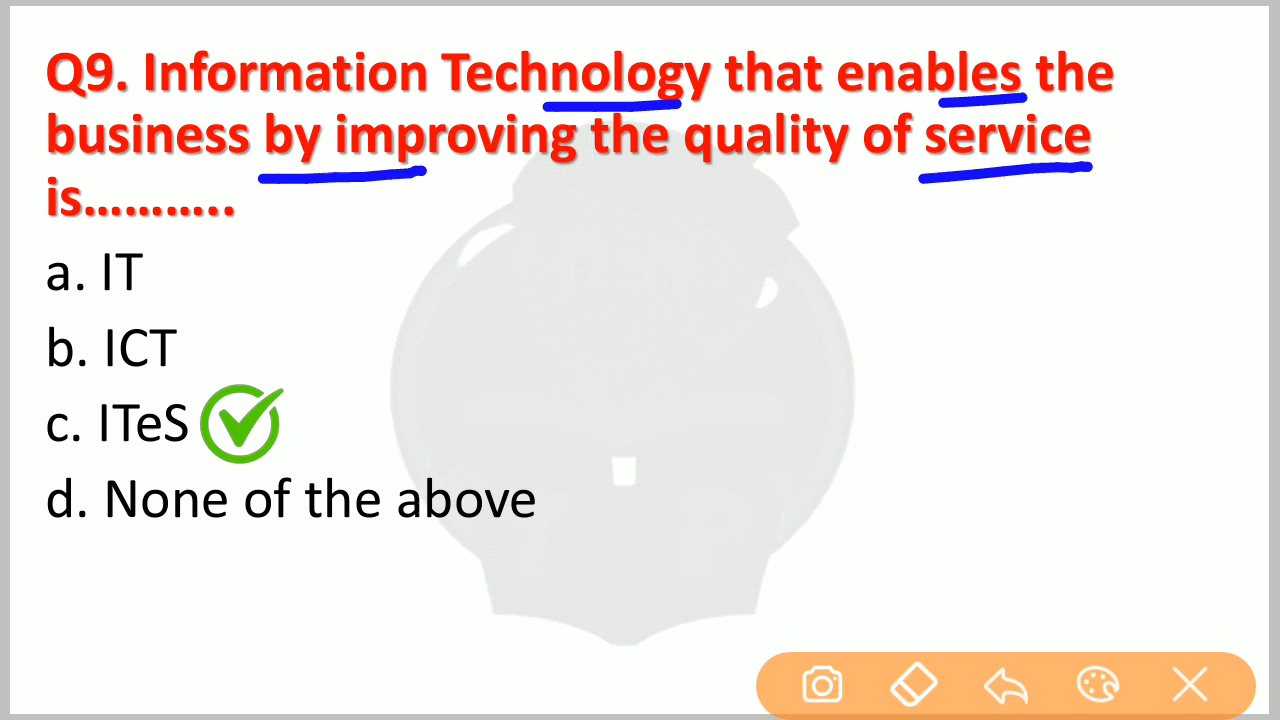 Q9. Information Technology that enables the
business by improving the quality of service
is………..
a. IT
b. ICT
c. ITeS
d. None of the above